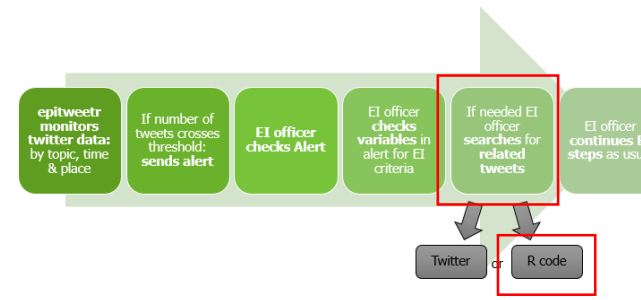 epitweetr
monitors
twitter data:
by topic, time
& place
If number of
tweets crosses
threshold:
sends alert
EI officer
checks Alert
EI officer
checks
variables in
alert for EI
criteria
If needed EI
officer
searches for
related
tweets
EI officer
continues
steps as
Twitter
or
R code